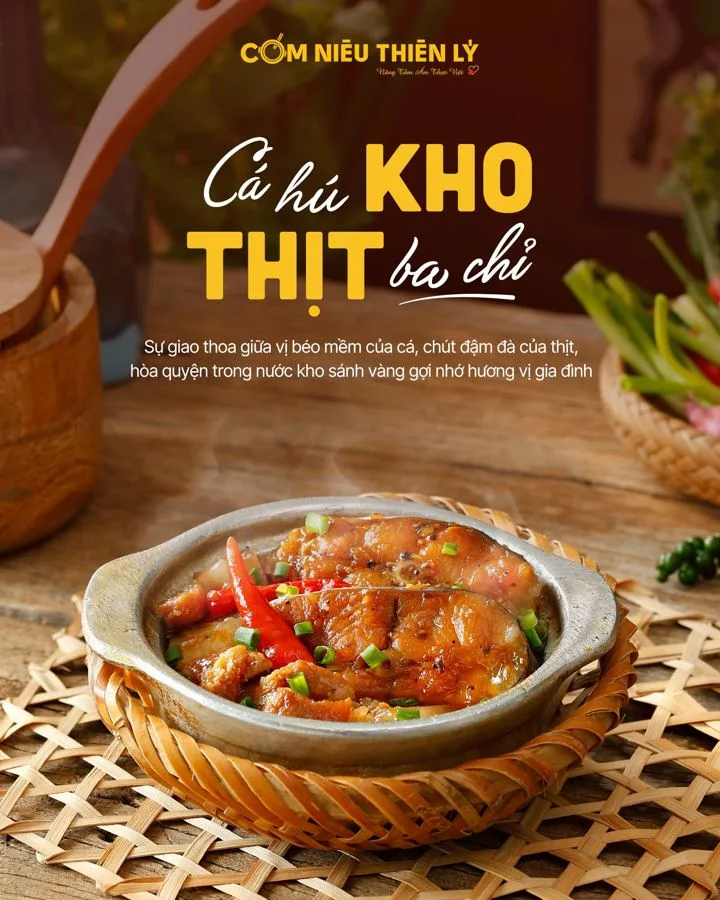 CƠM NIÊU THIÊN LÝ
Nâng Tầm Ẩm Thực Việt
Cá hú KHO
THỊT ba chỉ
Sự giao thoa giữa vị béo mềm của cá, chút đậm đà của thịt,
hòa quyện trong nước kho sánh vàng gợi nhớ hương vị gia đình